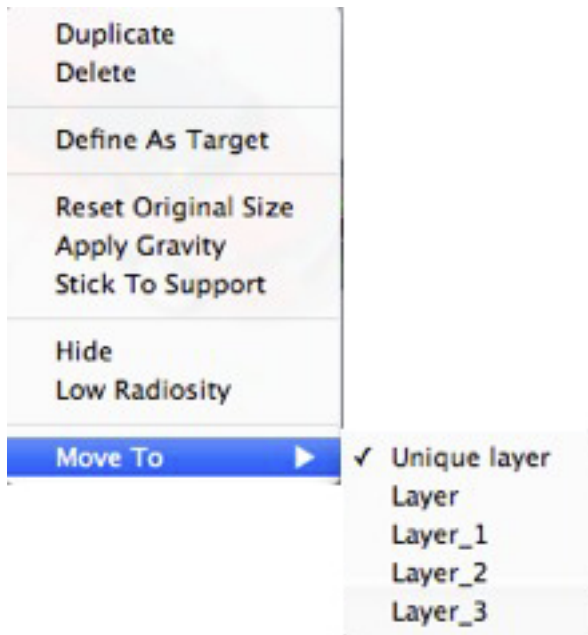 Duplicate
Delete
Define As Target
Reset Original Size
Apply Gravity
Stick To Support
Hide
Low Radiosity
Move To
✓ Unique layer
Layer
Layer_1
Layer_2
Layer_3